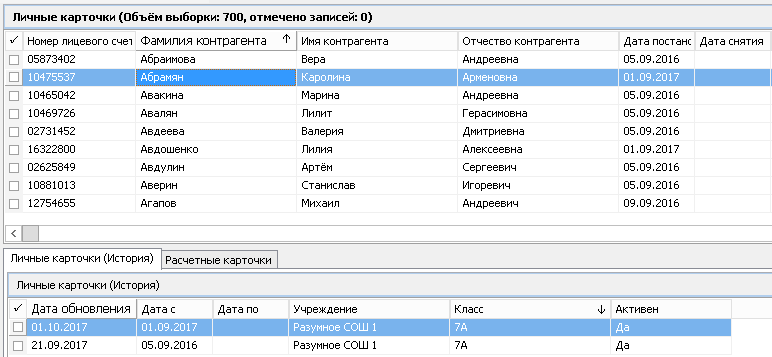 Личные карточки (Объём выборки: 700, отмечено записей: 0)
Номер лицевого счет Фамилия контрагента Имя контрагента Отчество контрагента Дата постанс Дата снятия
05873402 Абраимова Вера Андреевна 05.09.2016
10475537 Абрамян Каролина Арменовна 01.09.2017
10465042 Авакина Марина Андреевна 05.09.2016
10469726 Авалян Лилит Герасимовна 05.09.2016
02731452 Авдеева Валерия Дмитриевна 05.09.2016
16322800 Авдошенко Лилия Алексеевна 01.09.2017
02625849 Авдулин Артём Сергеевич 05.09.2016
10881013 Аверин Станислав Игоревич 05.09.2016
12754655 Агапов Михаил Андреевич 09.09.2016
Личные карточки (История) Расчетные карточки
Личные карточки (История)
Дата обновления Дата с Дата по Учреждение Класс Активен
01.10.2017 01.09.2017 Разумное СОШ 1 7А Да
21.09.2017 05.09.2016 Разумное СОШ 1 7А Да